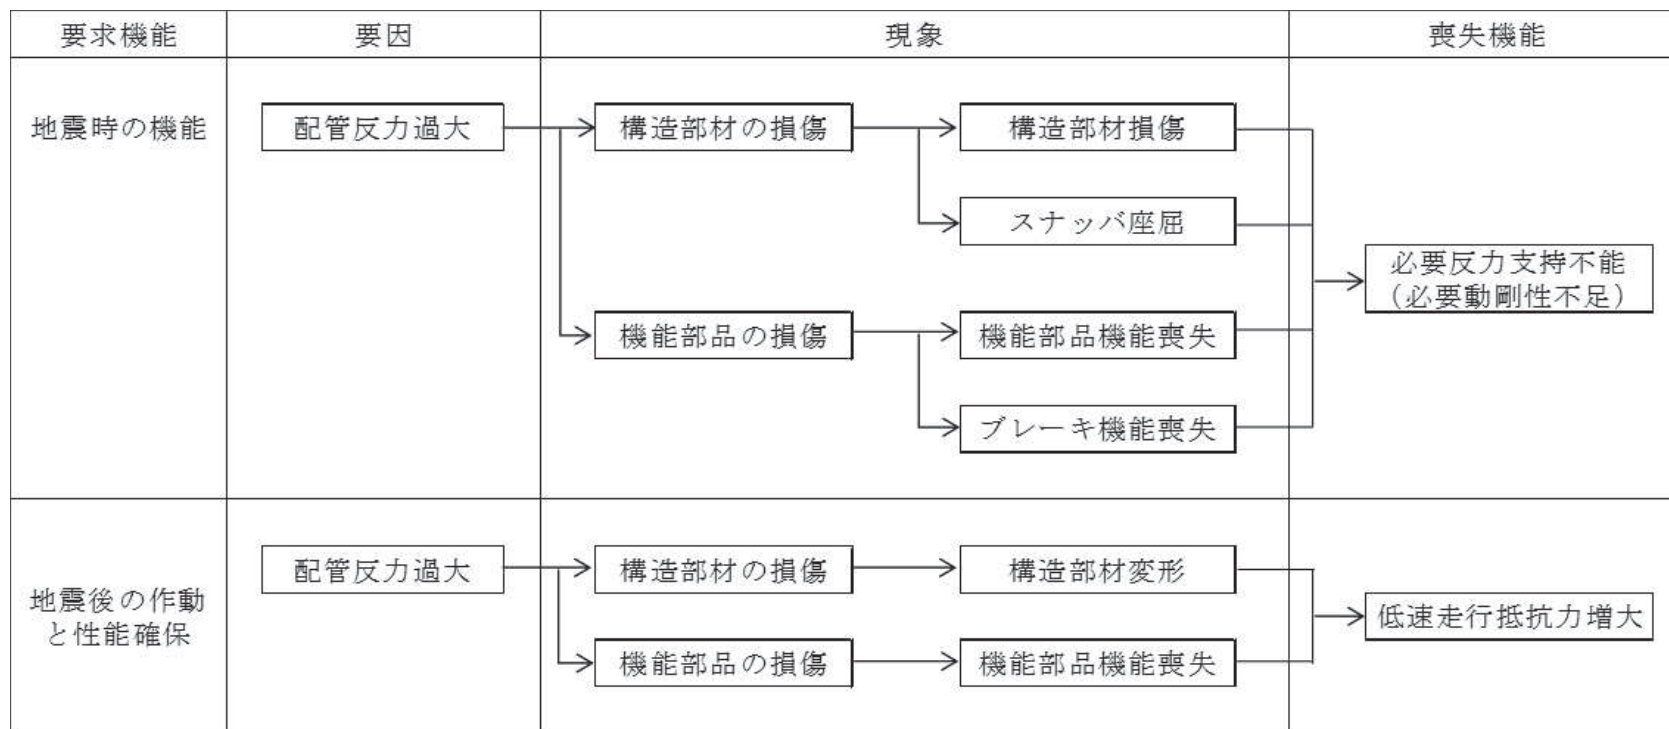 要求機能
要因
現象
喪失機能
地震時の機能
配管反力過大
構造部材の損傷
構造部材損傷
スナッバ座屈
必要反力支持不能
（必要動剛性不足）
機能部品の損傷
機能部品機能喪失
ブレーキ機能喪失
地震後の作動
と性能確保
配管反力過大
構造部材の損傷
構造部材変形
低速走行抵抗力増大
機能部品の損傷
機能部品機能喪失